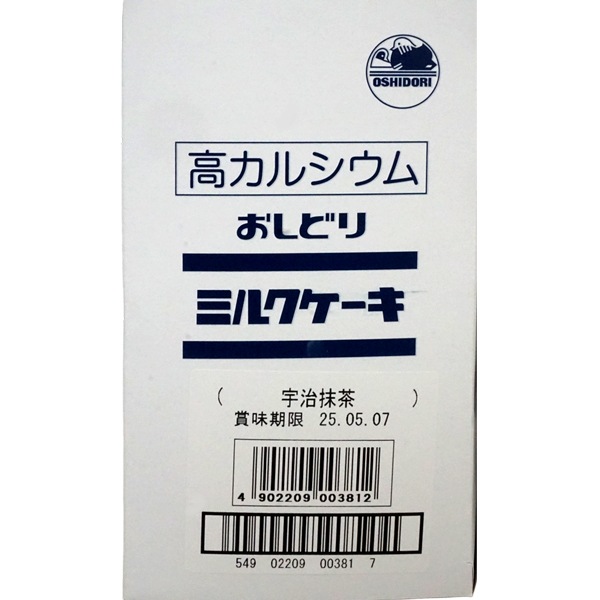 OSHIDORI
高カルシウム
おしどり
ミルクケーキ
( 宇治抹茶 )
賞味期限 25.05.07
4 902209 003812
549 02209 00381 7